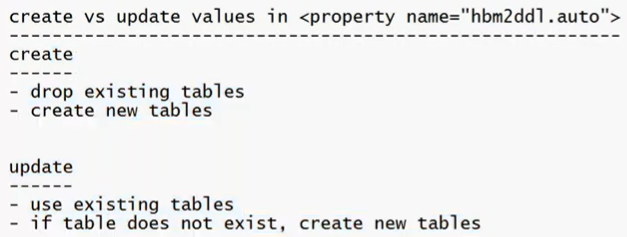 create vs update values in <property name="hbm2ddl.auto">
----------------------------------------------------------
create
------
- drop existing tables
- create new tables
update
------
- use existing tables
- if table does not exist, create new tables